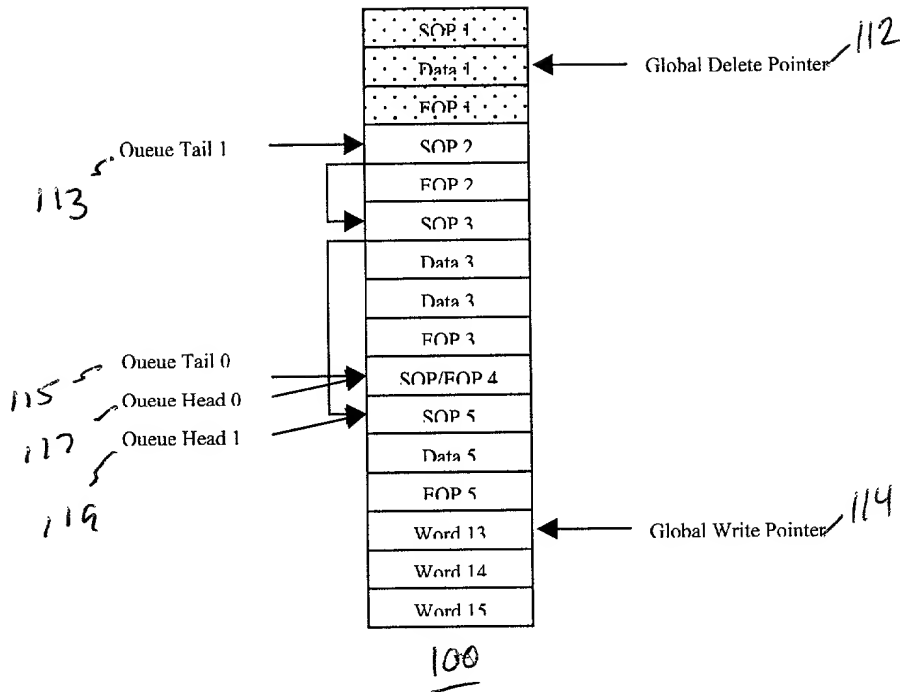 SOP 1
Data 1
Global Delete Pointer
112
EOP 1
Queue Tail 1
SOP 2
113
EOP 2
SOP 3
Data 3
Data 3
EOP 3
Queue Tail 0
115
SOP/EOP 4
Queue Head 0
117
SOP 5
Queue Head 1
119
Data 5
EOP 5
Word 13
Global Write Pointer
114
Word 14
Word 15
100